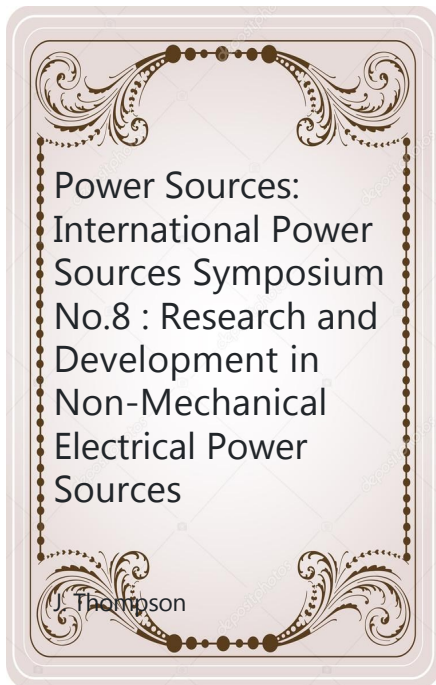 Power Sources:
International Power
Sources Symposium
No.8 : Research and
Development in
Non-Mechanical
Electrical Power
Sources
J. Thompson